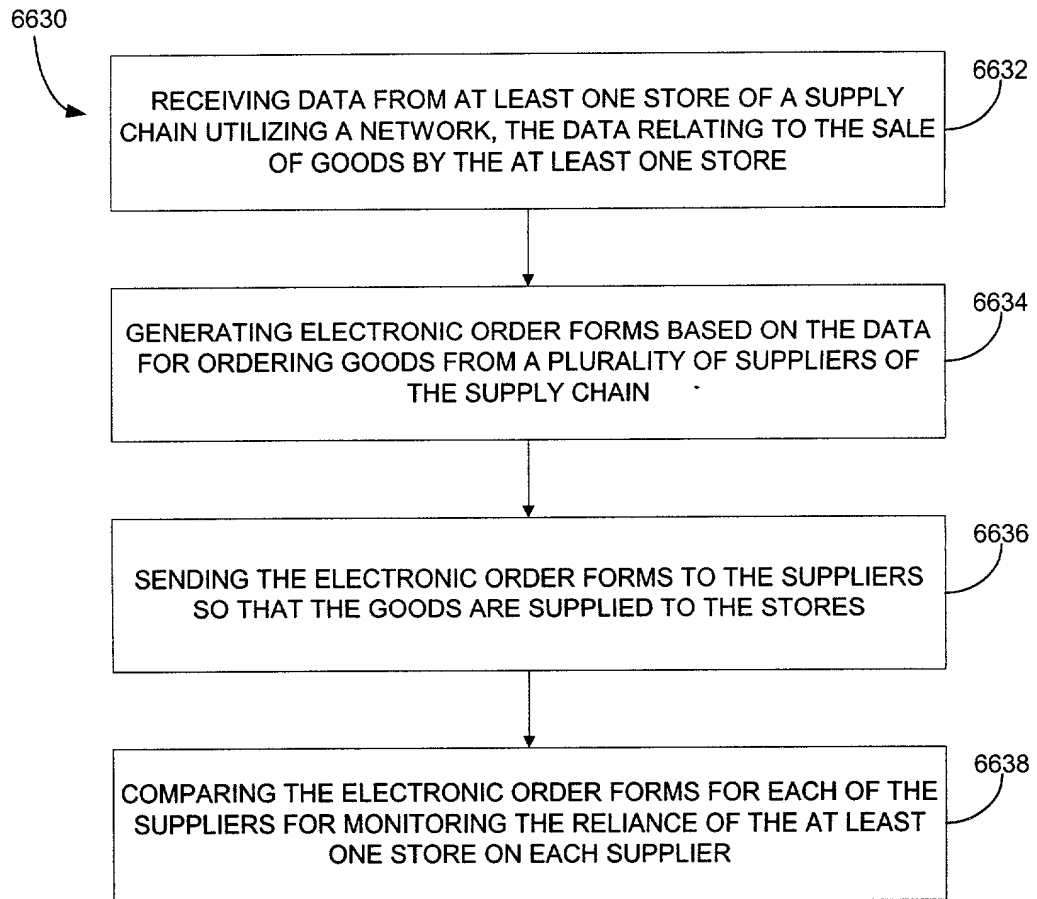 6630
6632
RECEIVING DATA FROM AT LEAST ONE STORE OF A SUPPLY
CHAIN UTILIZING A NETWORK, THE DATA RELATING TO THE SALE
OF GOODS BY THE AT LEAST ONE STORE
6634
GENERATING ELECTRONIC ORDER FORMS BASED ON THE DATA
FOR ORDERING GOODS FROM A PLURALITY OF SUPPLIERS OF
THE SUPPLY CHAIN
6636
SENDING THE ELECTRONIC ORDER FORMS TO THE SUPPLIERS
SO THAT THE GOODS ARE SUPPLIED TO THE STORES
6638
COMPARING THE ELECTRONIC ORDER FORMS FOR EACH OF THE
SUPPLIERS FOR MONITORING THE RELIANCE OF THE AT LEAST
ONE STORE ON EACH SUPPLIER